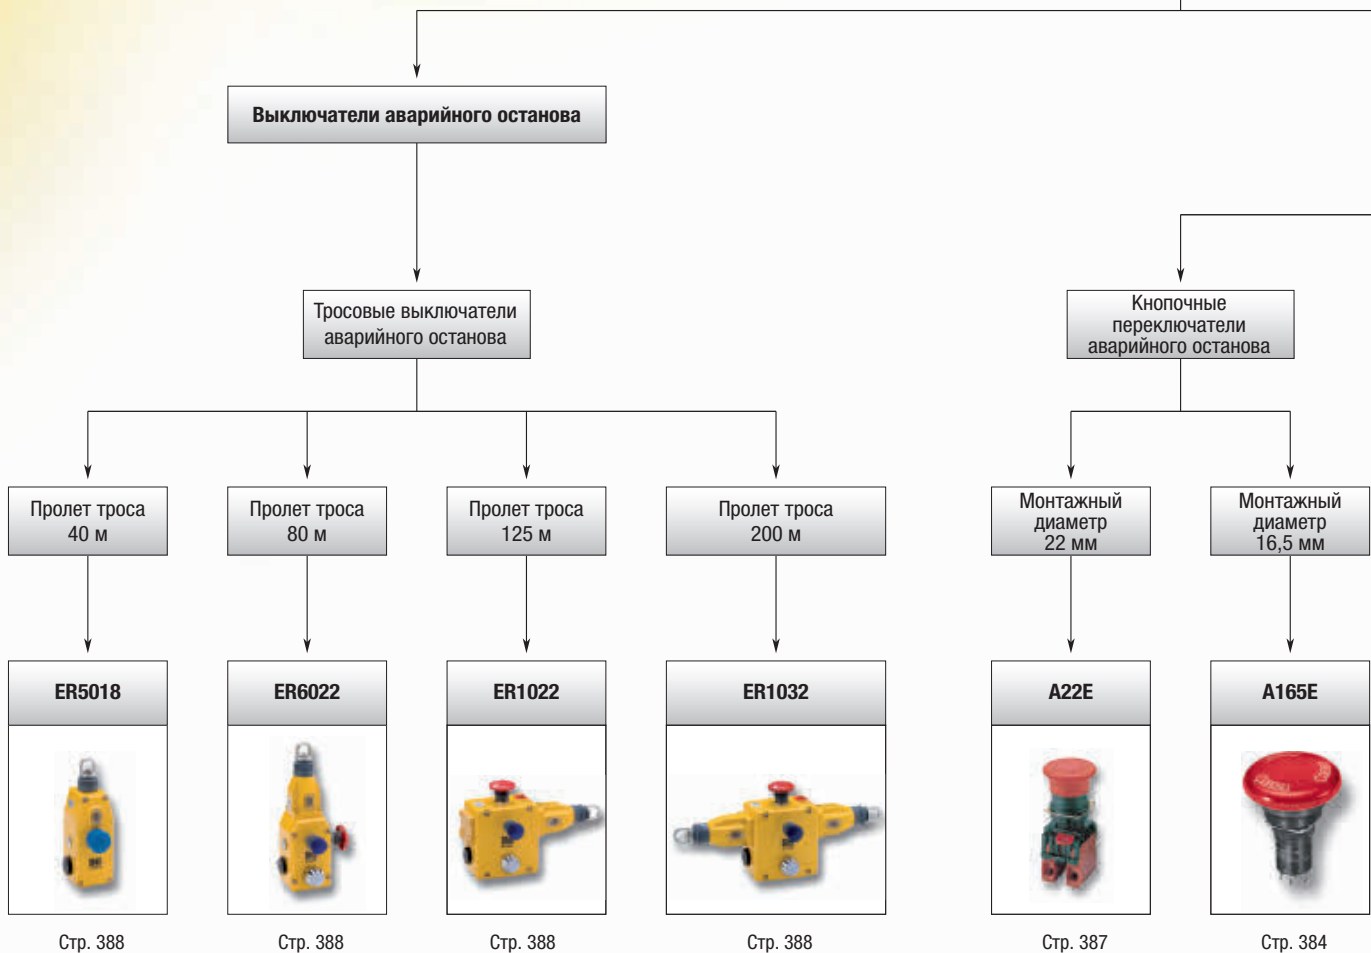 Выключатели аварийного останова
Тросовые выключатели
аварийного останова
Кнопочные
переключатели
аварийного останова
Пролет троса
40 м
Пролет троса
80 м
Пролет троса
125 м
Пролет троса
200 м
Монтажный
диаметр
22 мм
Монтажный
диаметр
16,5 мм
ER5018
ER6022
ER1022
ER1032
A22E
A165E
Стр. 388
Стр. 388
Стр. 388
Стр. 388
Стр. 387
Стр. 384